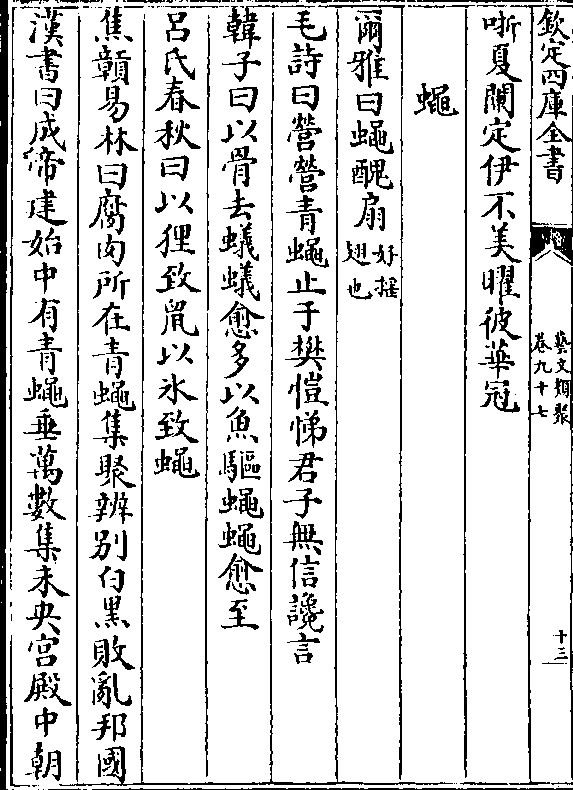 欽定四庫全書
藝文類聚
卷九十七
十三
哳夏闌定伊不美曜彼華冠
蠅
爾雅曰蠅醜扇好摇翅也
毛詩曰營營青蠅止于樊愷悌君子無信讒言
韓子曰以骨去蟻蟻愈多以魚驅蠅蠅愈至
吕氏春秋曰以狸致鼠以氷致蠅
焦贛易林曰腐肉所在青蠅集聚辨别白黒敗亂邦國
漢書曰成帝建始中有青蠅垂萬數集未央宫殿中朝